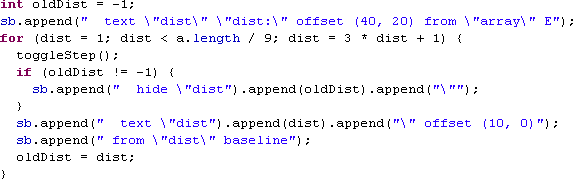 int oldDist = -1;
sb.append("  text \"dist\" \"dist:\" offset (40, 20) from \"array\" E");
for (dist = 1; dist < a.length / 9; dist = 3 * dist + 1) {
  toggleStep();
  if (oldDist != -1) {
    sb.append("  hide \"dist").append(oldDist).append("\"");
  }
  sb.append("  text \"dist").append(dist).append("\" offset (10, 0)");
  sb.append(" from \"dist\" baseline");
  oldDist = dist;
}